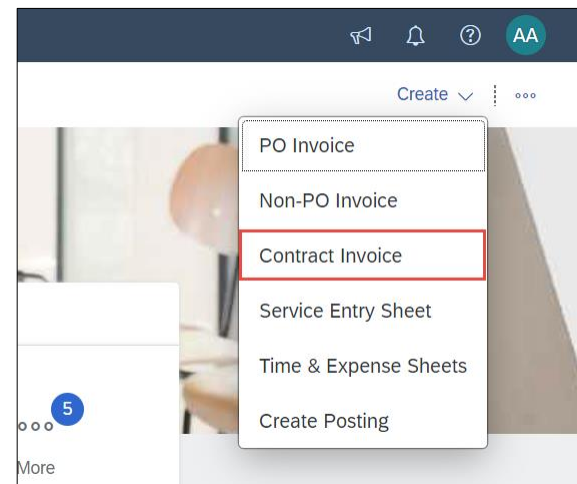 AA
Create
PO Invoice
Non-PO Invoice
Contract Invoice
Service Entry Sheet
Time & Expense Sheets
Create Posting
5
More